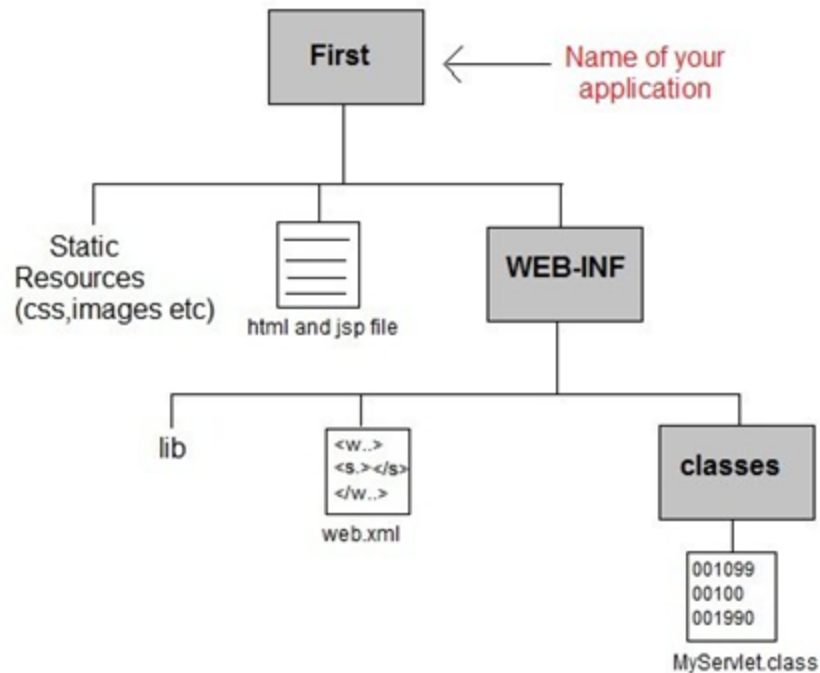 First
Name of your
application
Static
Resources
(css,images etc)
html and jsp file
WEB-INF
lib
<w..>
<s.></s>
</w..>
web.xml
classes
001099
00100
001990
MyServlet.class